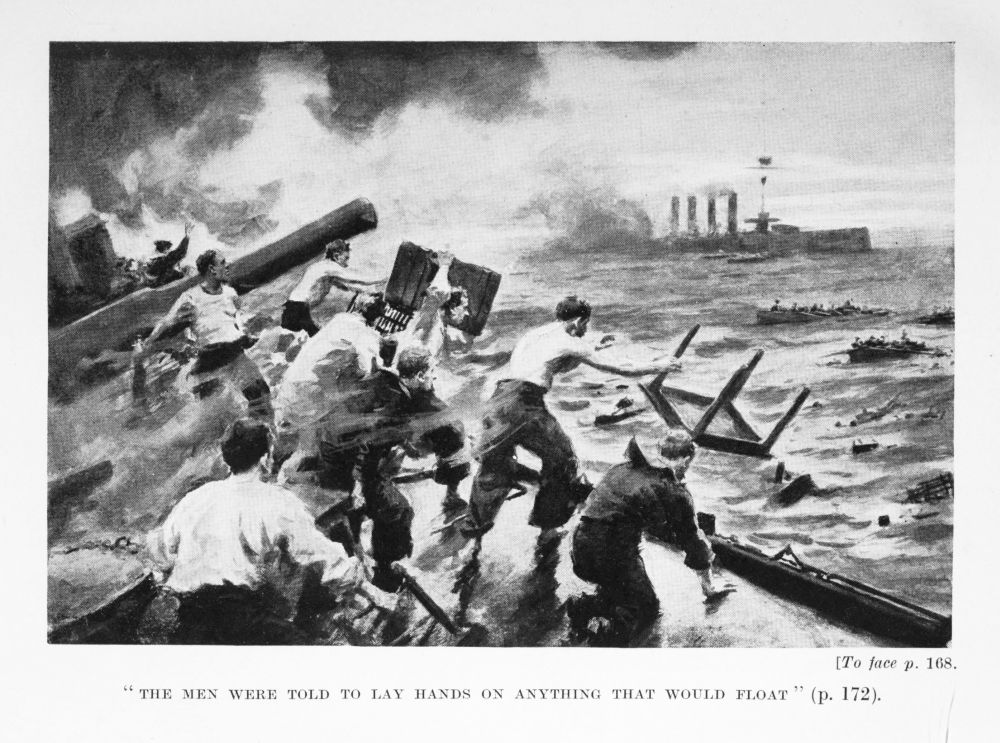 [To face p. 168.
“ THE MEN WERE TOLD TO LAY HANDS ON ANYTHING THAT WOULD FLOAT ” (p. 172).